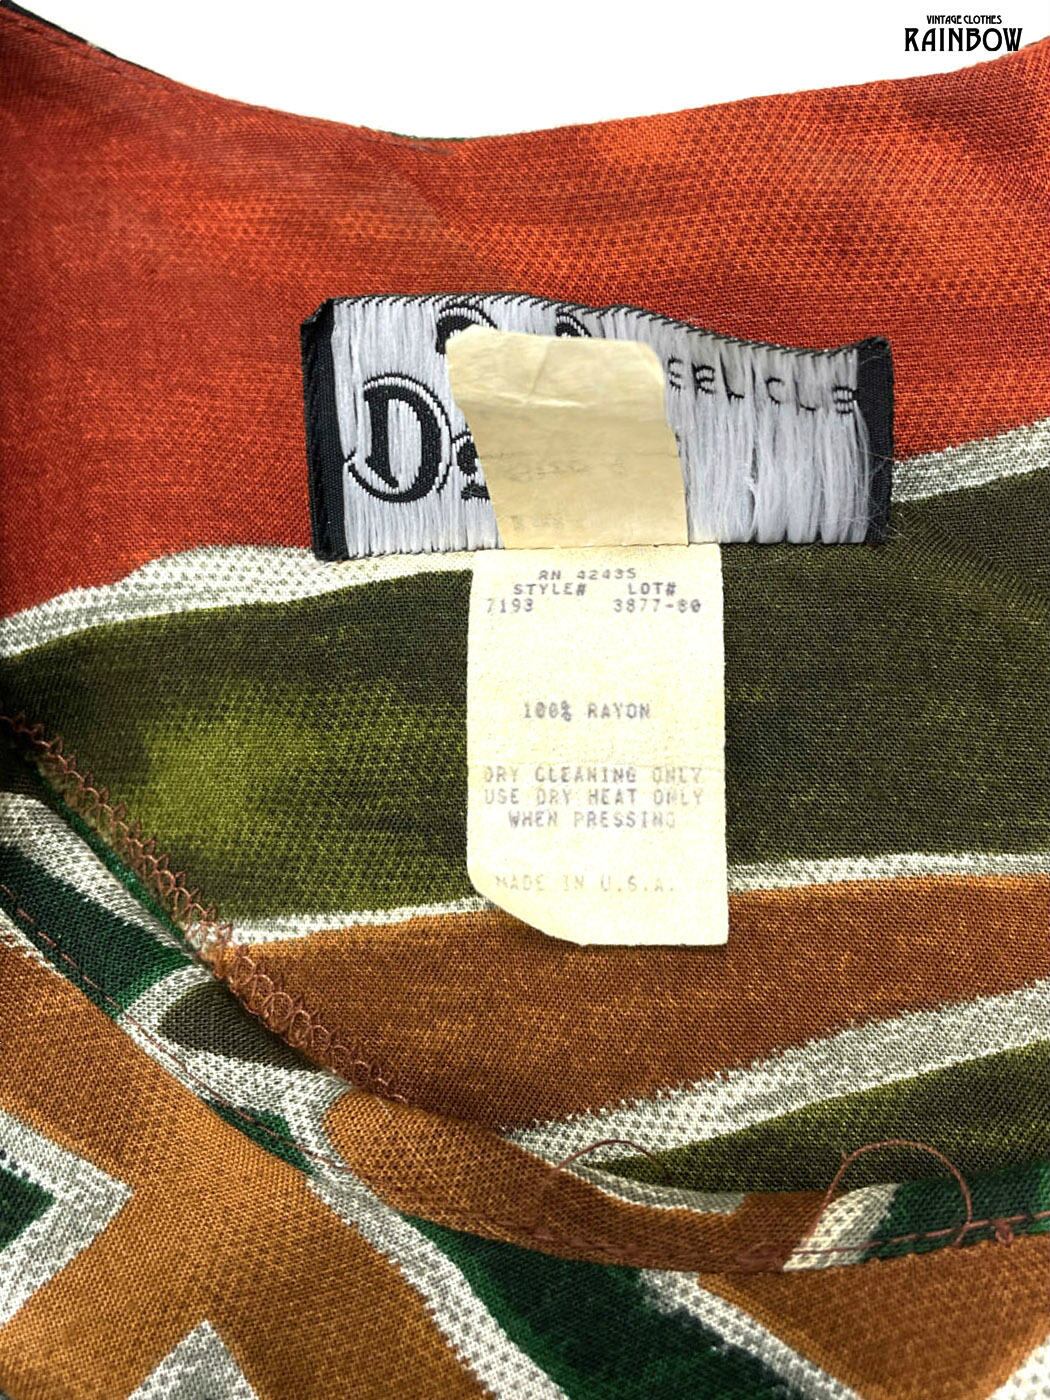 VINTAGE CLOTHES
RAINBOW
RN 42435
STYLE# LOT#
7193 3877-80
100% RAYON
DRY CLEANING ONLY
USE DRY HEAT ONLY
WHEN PRESSING
MADE IN U.S.A.